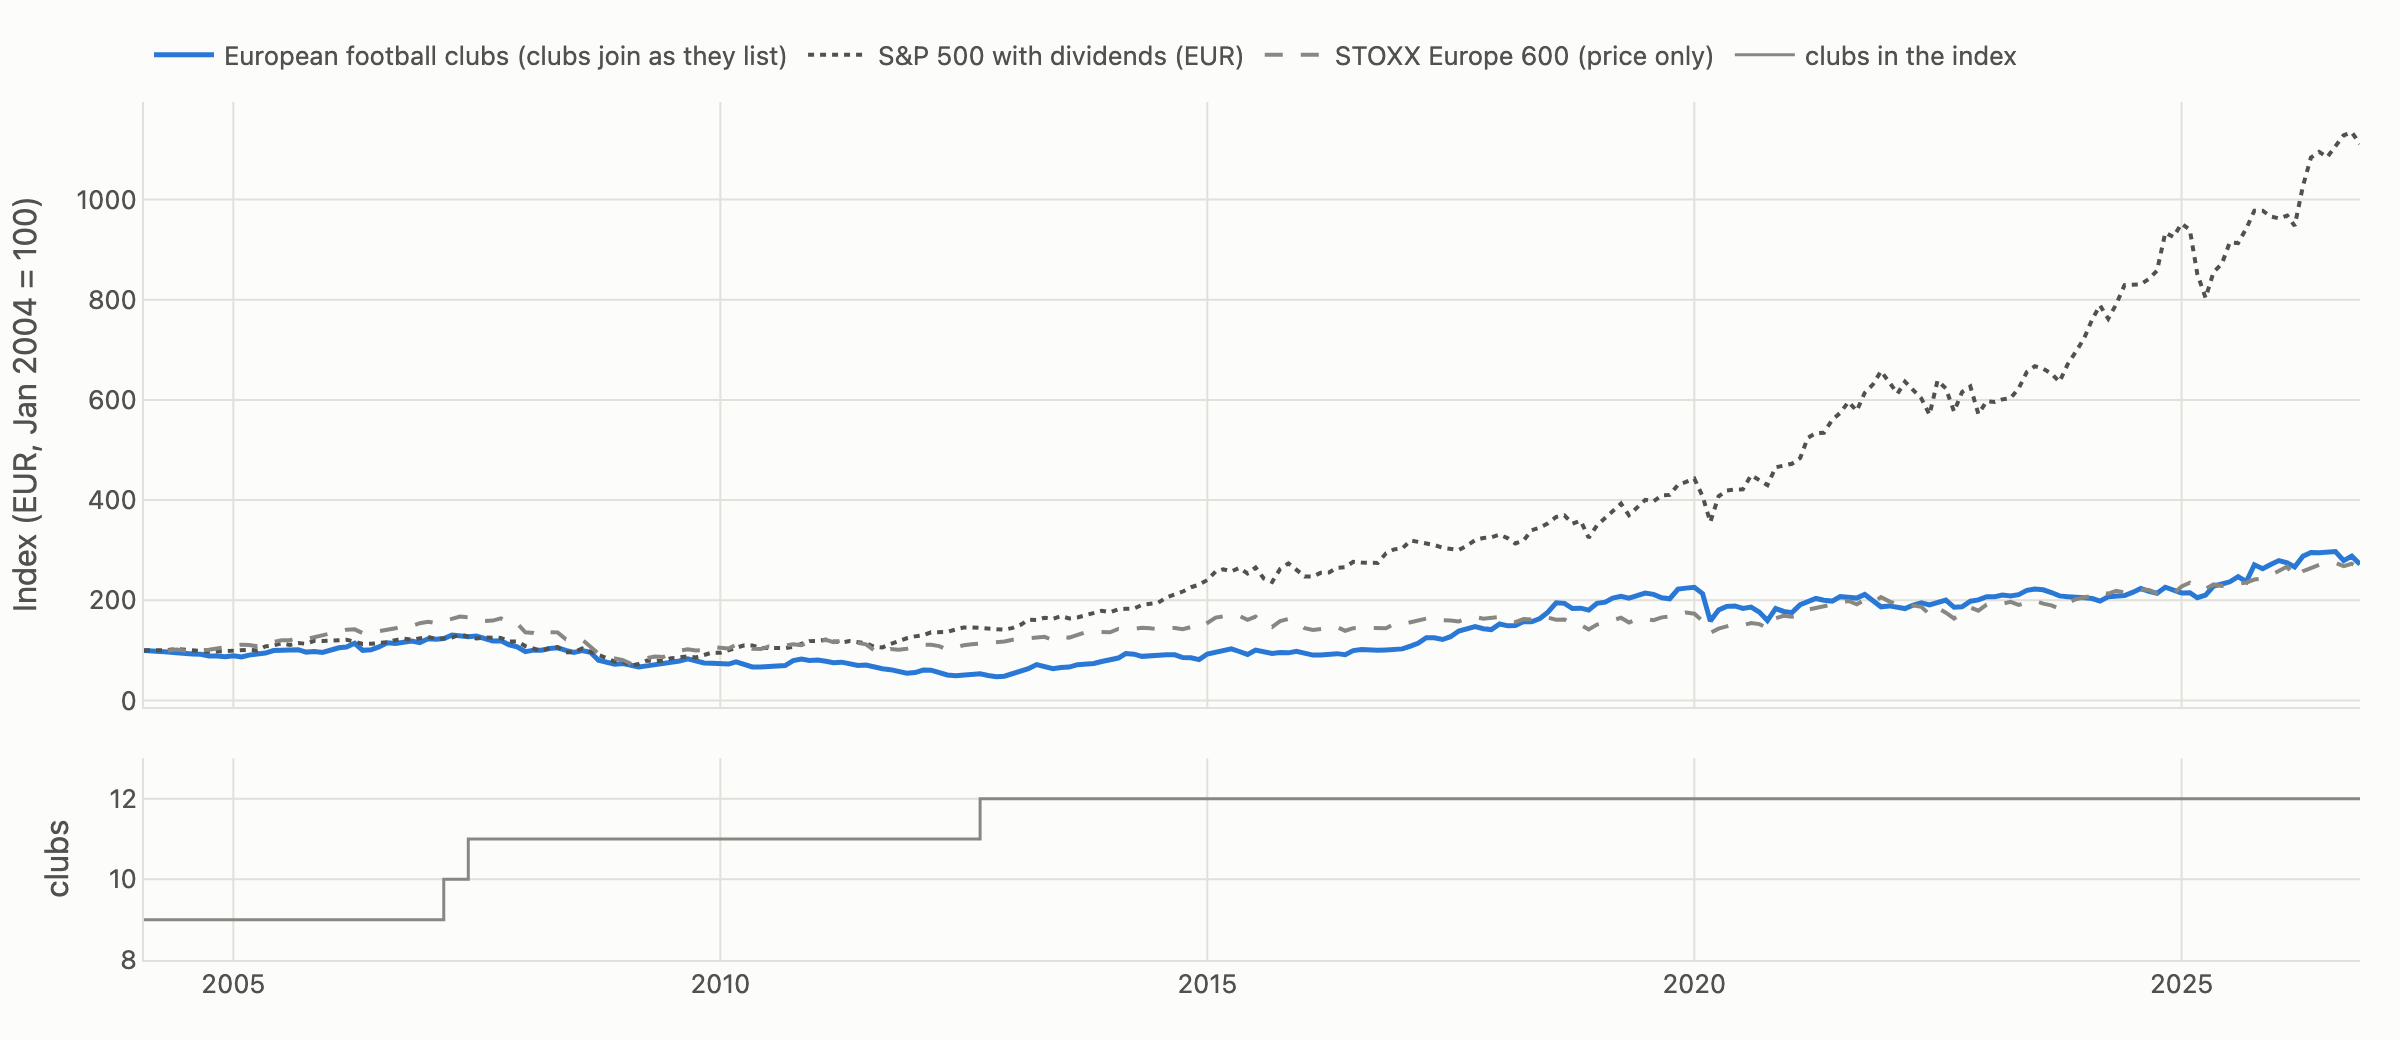 European football clubs (clubs join as they list) S&P 500 with dividends (EUR) STOXX Europe 600 (price only) clubs in the index
Index (EUR, Jan 2004 = 100)
1000
800
600
400
200
0
clubs
12
10
8
2005 2010 2015 2020 2025